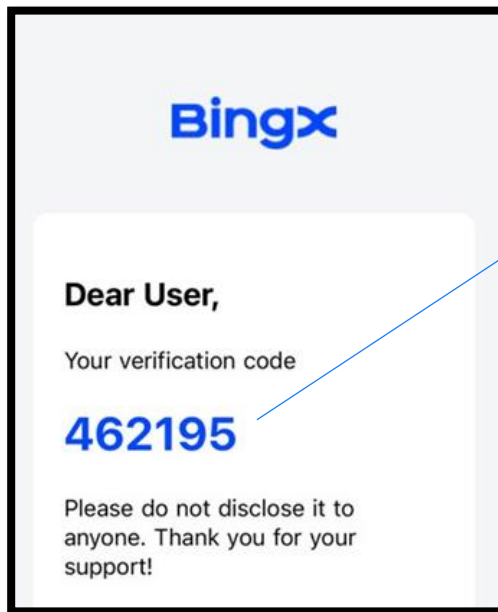 BingX
Dear User,
Your verification code
462195
Please do not disclose it to
anyone. Thank you for your
support!